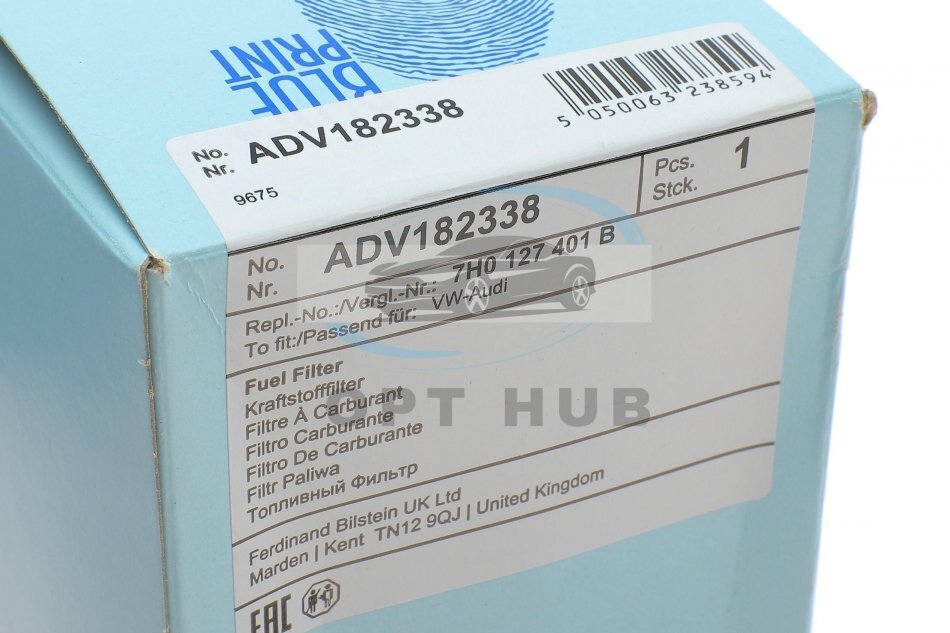 BLUE
PRINT
No.
Nr.
ADV182338
5 050063 238594
9675
No.
Nr.
ADV182338
Pcs.
Stck.
1
Repl.-No.:/Vergl.-Nr.: 7H0 127 401 B
To fit:/Passend für: VW-Audi
Fuel Filter
Kraftstofffilter
Filtre À Carburant
Filtro Carburante
Filtro De Carburante
Filtr Paliwa
Топливный Фильтр
OPT HUB
Ferdinand Bilstein UK Ltd
Marden | Kent TN12 9QJ | United Kingdom
EAC